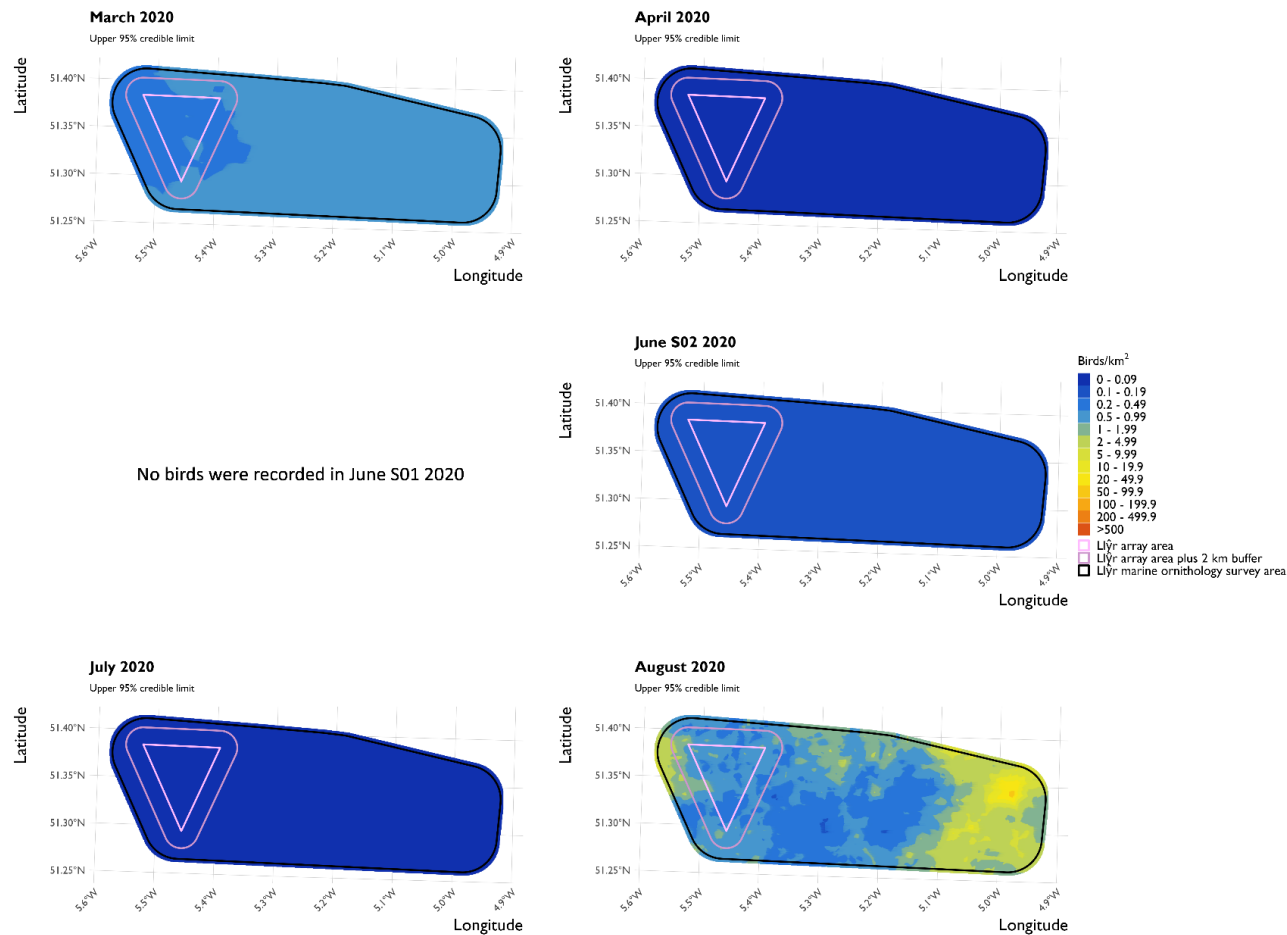 March 2020
Upper 95% credible limit
Latitude
51.40°N
51.35°N
51.30°N
51.25°N
5.6°W
5.5°W
5.4°W
5.3°W
5.2°W
5.1°W
5.0°W
4.9°W
Longitude
April 2020
Upper 95% credible limit
Latitude
51.40°N
51.35°N
51.30°N
51.25°N
5.6°W
5.5°W
5.4°W
5.3°W
5.2°W
5.1°W
5.0°W
4.9°W
Longitude
No birds were recorded in June S01 2020
June S02 2020
Upper 95% credible limit
Latitude
51.40°N
51.35°N
51.30°N
51.25°N
5.6°W
5.5°W
5.4°W
5.3°W
5.2°W
5.1°W
5.0°W
4.9°W
Longitude
Birds/km²
0 - 0.09
0.1 - 0.19
0.2 - 0.49
0.5 - 0.99
1 - 1.99
2 - 4.99
5 - 9.99
10 - 19.9
20 - 49.9
50 - 99.9
100 - 199.9
200 - 499.9
>500
Llŷr array area
Llŷr array area plus 2 km buffer
Llŷr marine ornithology survey area
July 2020
Upper 95% credible limit
Latitude
51.40°N
51.35°N
51.30°N
51.25°N
5.6°W
5.5°W
5.4°W
5.3°W
5.2°W
5.1°W
5.0°W
4.9°W
Longitude
August 2020
Upper 95% credible limit
Latitude
51.40°N
51.35°N
51.30°N
51.25°N
5.6°W
5.5°W
5.4°W
5.3°W
5.2°W
5.1°W
5.0°W
4.9°W
Longitude